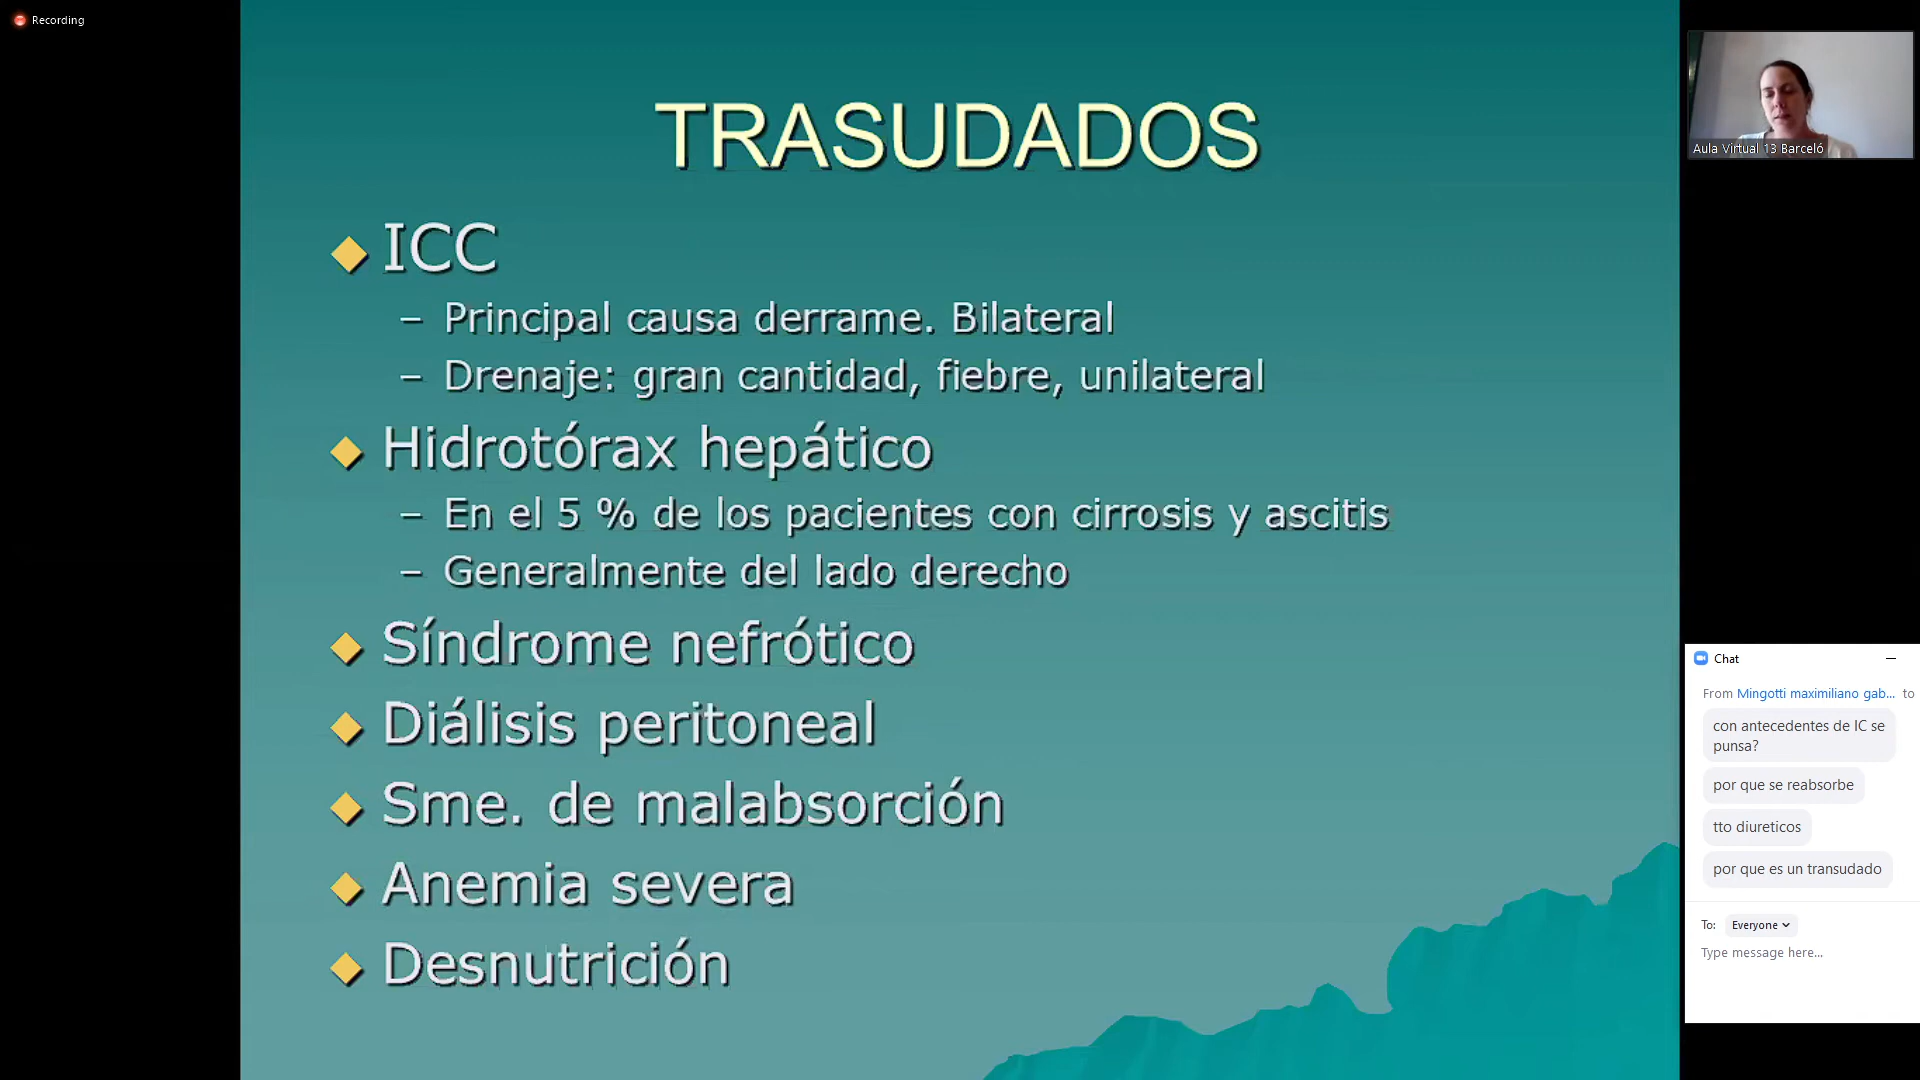 Recording
TRASUDADOS
ICC
– Principal causa derrame. Bilateral
– Drenaje: gran cantidad, fiebre, unilateral
Hidrotórax hepático
– En el 5 % de los pacientes con cirrosis y ascitis
– Generalmente del lado derecho
Síndrome nefrótico
Diálisis peritoneal
Sme. de malabsorción
Anemia severa
Desnutrición
Aula Virtual 13 Barceló
Chat
From Mingotti maximiliano gab... to
con antecedentes de IC se
punsa?
por que se reabsorbe
tto diureticos
por que es un transudado
To: Everyone
Type message here...